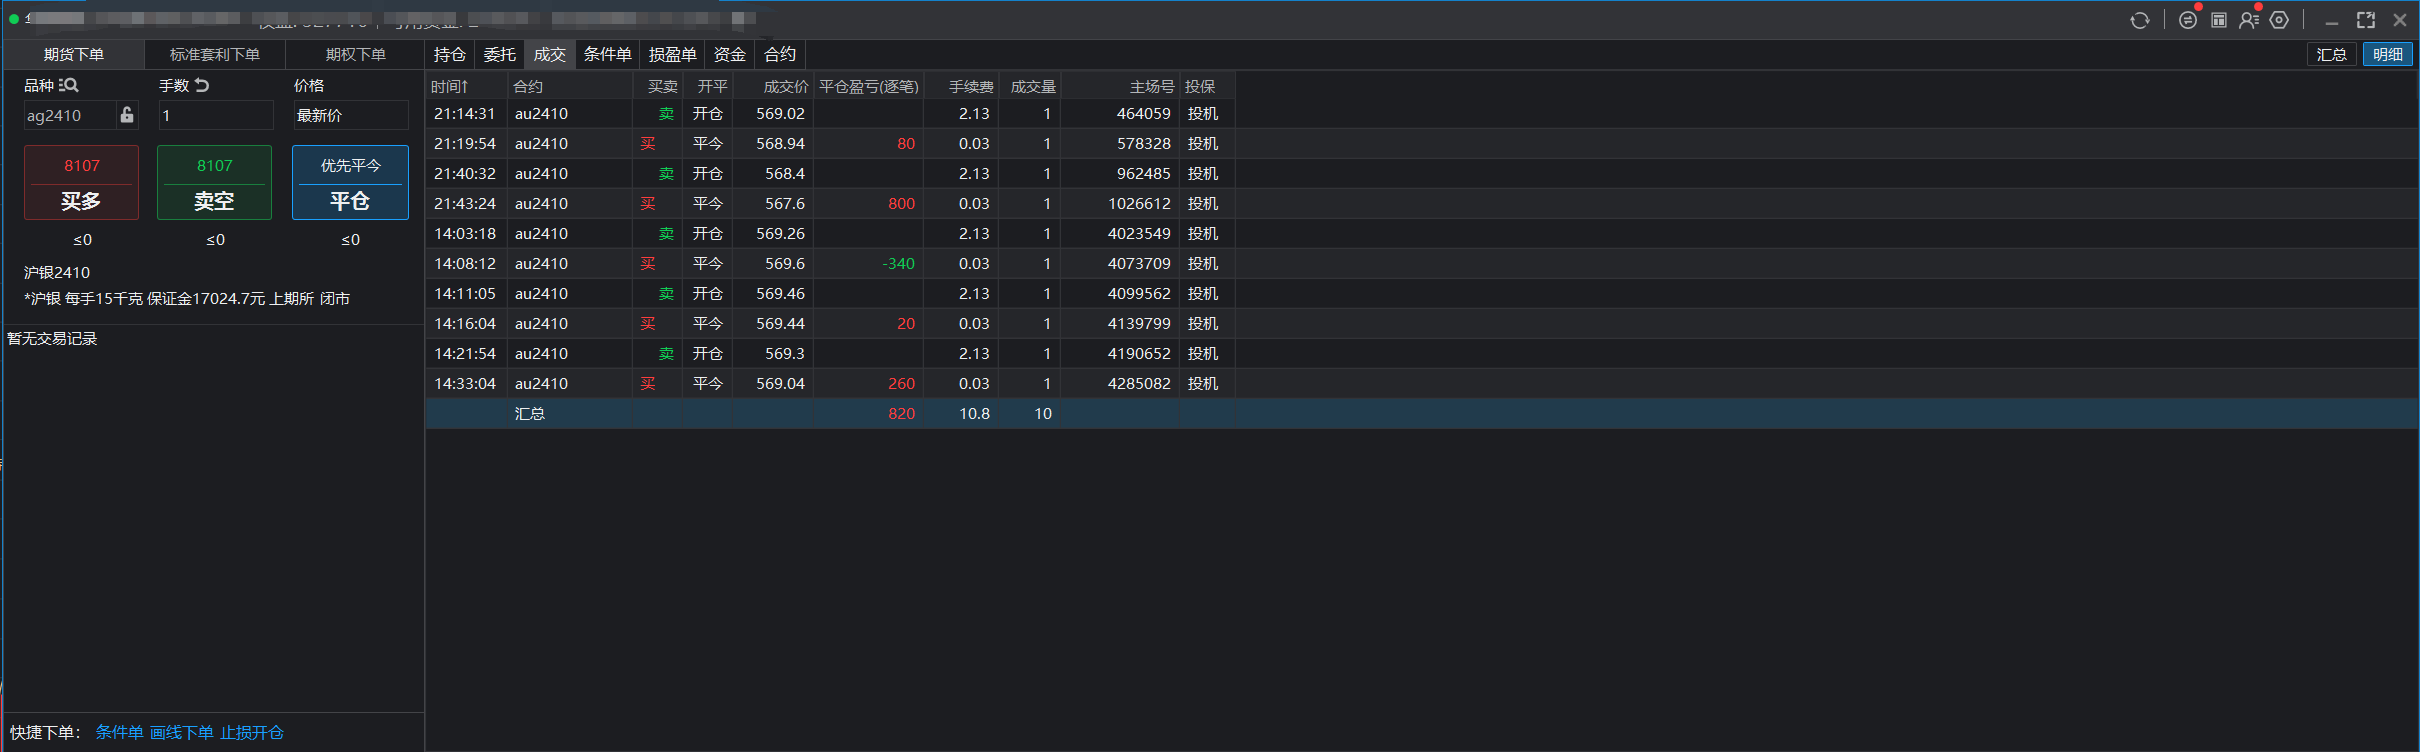 期货下单 标准套利下单 期权下单 持仓 委托 成交 条件单 损盈单 资金 合约 汇总 明细
品种 手数 价格
ag2410 1 最新价
8107 8107 优先平今
买多 卖空 平仓
≤0 ≤0 ≤0
沪银2410
*沪银 每手15千克 保证金17024.7元 上期所 闭市
暂无交易记录
快捷下单： 条件单 画线下单 止损开仓
时间↑ 合约 买卖 开平 成交价 平仓盈亏(逐笔) 手续费 成交量 主场号 投保
21:14:31 au2410 卖 开仓 569.02 2.13 1 464059 投机
21:19:54 au2410 买 平今 568.94 80 0.03 1 578328 投机
21:40:32 au2410 卖 开仓 568.4 2.13 1 962485 投机
21:43:24 au2410 买 平今 567.6 800 0.03 1 1026612 投机
14:03:18 au2410 卖 开仓 569.26 2.13 1 4023549 投机
14:08:12 au2410 买 平今 569.6 -340 0.03 1 4073709 投机
14:11:05 au2410 卖 开仓 569.46 2.13 1 4099562 投机
14:16:04 au2410 买 平今 569.44 20 0.03 1 4139799 投机
14:21:54 au2410 卖 开仓 569.3 2.13 1 4190652 投机
14:33:04 au2410 买 平今 569.04 260 0.03 1 4285082 投机
汇总 820 10.8 10